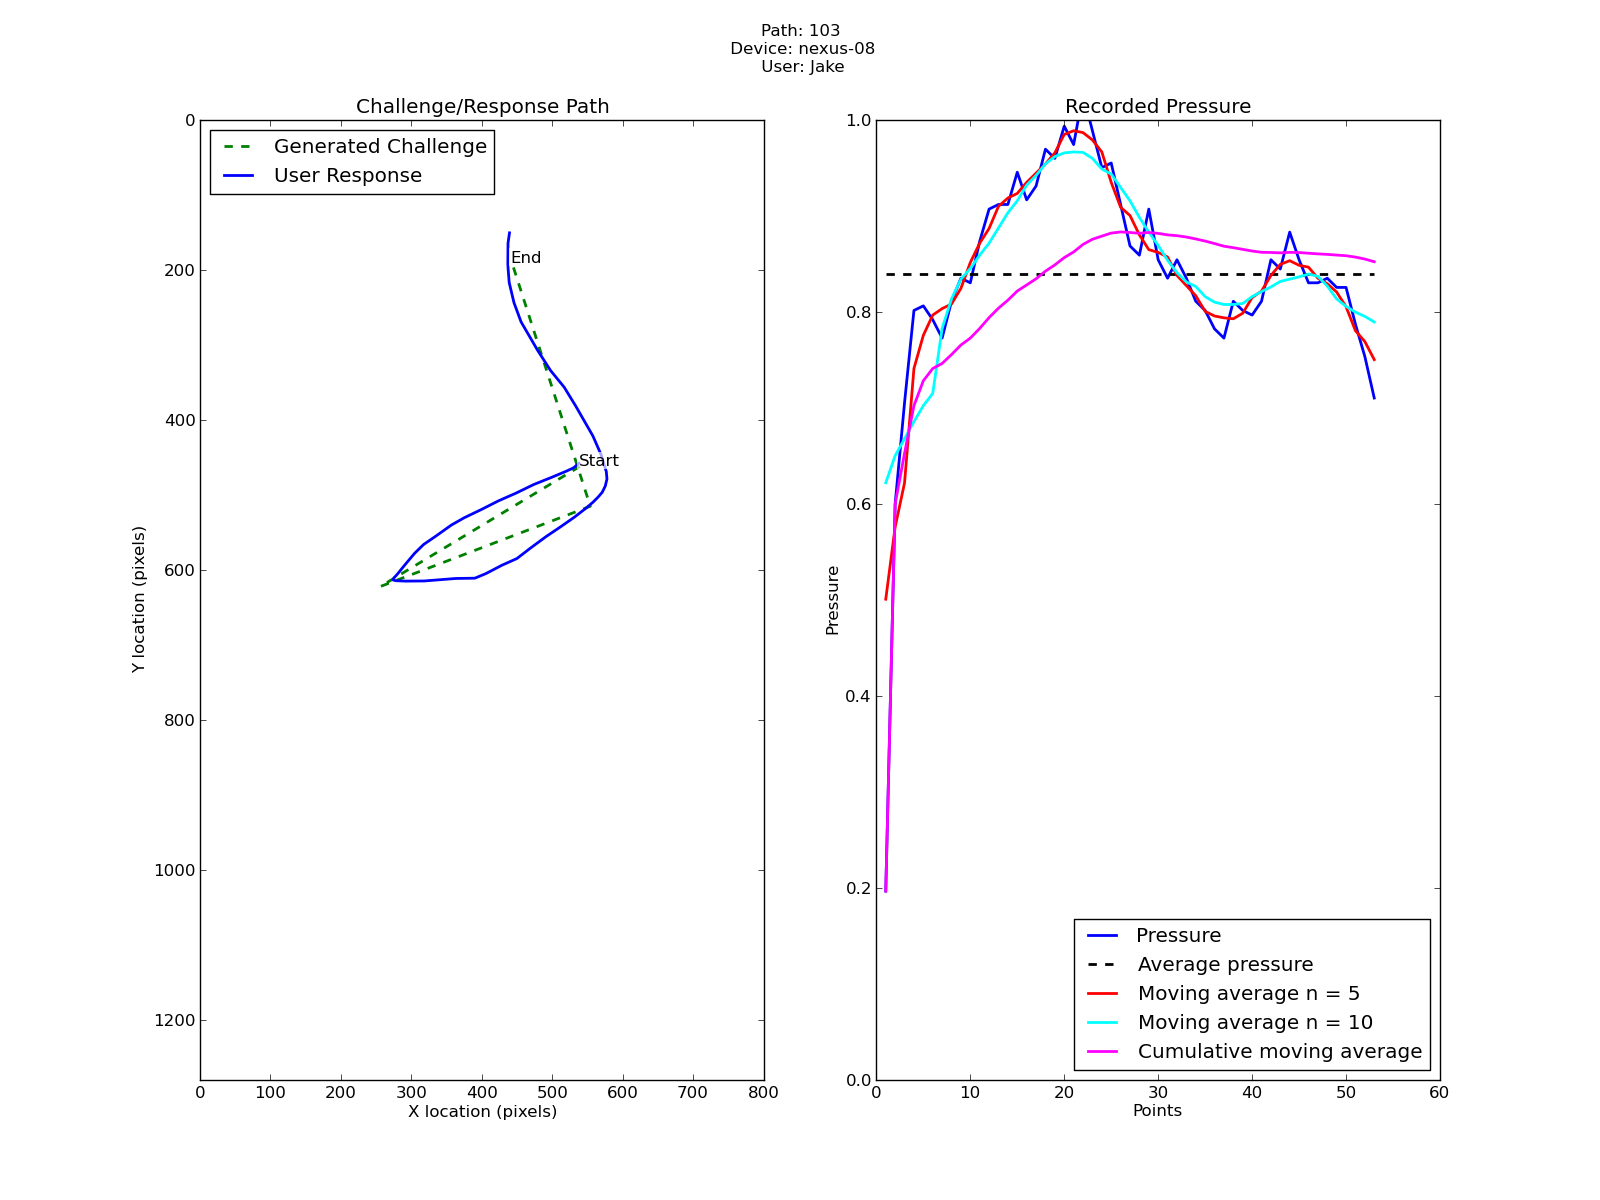 Path: 103
Device: nexus-08
User: Jake
Challenge/Response Path
Generated Challenge
User Response
End
Start
0
200
400
600
800
1000
1200
Y location (pixels)
0 100 200 300 400 500 600 700 800
X location (pixels)
Recorded Pressure
1.0
0.8
0.6
0.4
0.2
0.0
Pressure
Pressure
Average pressure
Moving average n = 5
Moving average n = 10
Cumulative moving average
0 10 20 30 40 50 60
Points